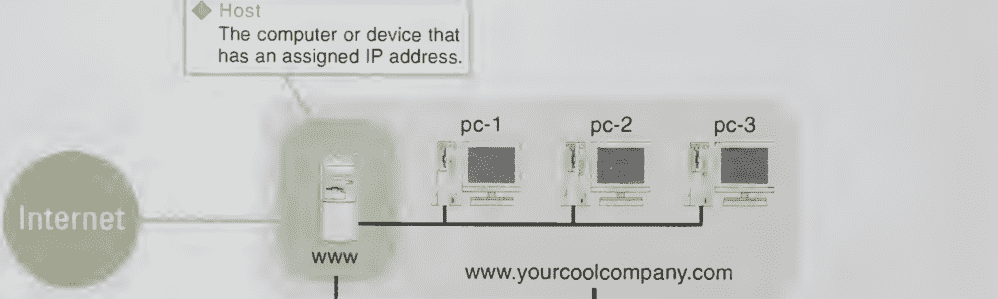 Host
The computer or device that
has an assigned IP address.
pc-1 pc-2 pc-3
Internet
www
www.yourcoolcompany.com